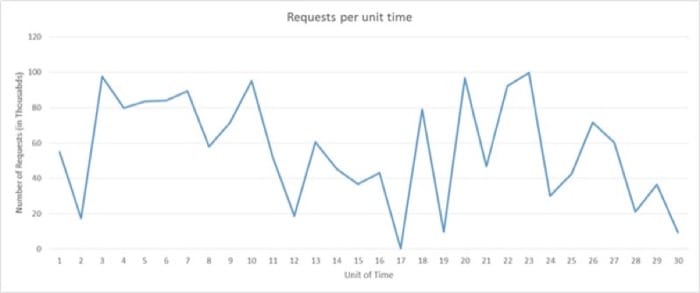 Requests per unit time
120
100
80
60
40
20
0
Number of Requests (in Thousabds)
1 2 3 4 5 6 7 8 9 10 11 12 13 14 15 16 17 18 19 20 21 22 23 24 25 26 27 28 29 30
Unit of Time